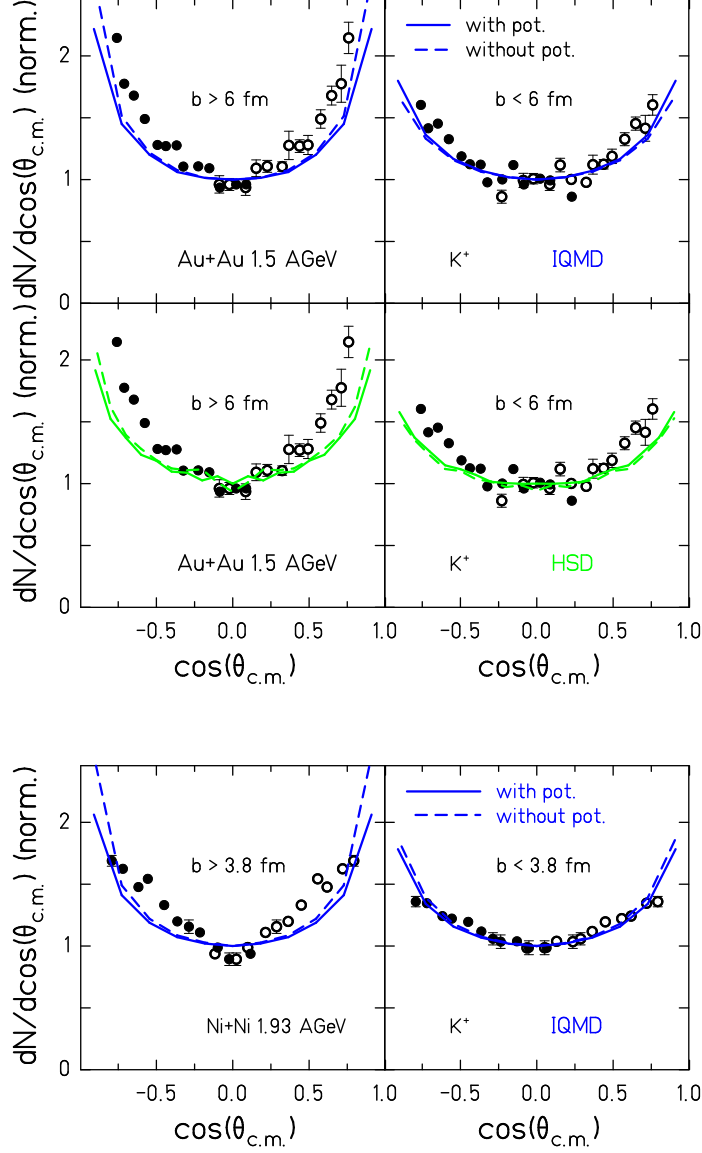 with pot.
without pot.
b > 6 fm
b < 6 fm
Au+Au 1.5 AGeV
K⁺
IQMD
2
1
0
dN/dcos(θc.m.) (norm.)
b > 6 fm
b < 6 fm
Au+Au 1.5 AGeV
K⁺
HSD
2
1
0
dN/dcos(θc.m.) (norm.)
−0.5 0.0 0.5 1.0 −0.5 0.0 0.5 1.0
cos(θc.m.) cos(θc.m.)
with pot.
without pot.
b > 3.8 fm
b < 3.8 fm
Ni+Ni 1.93 AGeV
K⁺
IQMD
2
1
0
dN/dcos(θc.m.) (norm.)
−0.5 0.0 0.5 1.0 −0.5 0.0 0.5 1.0
cos(θc.m.) cos(θc.m.)